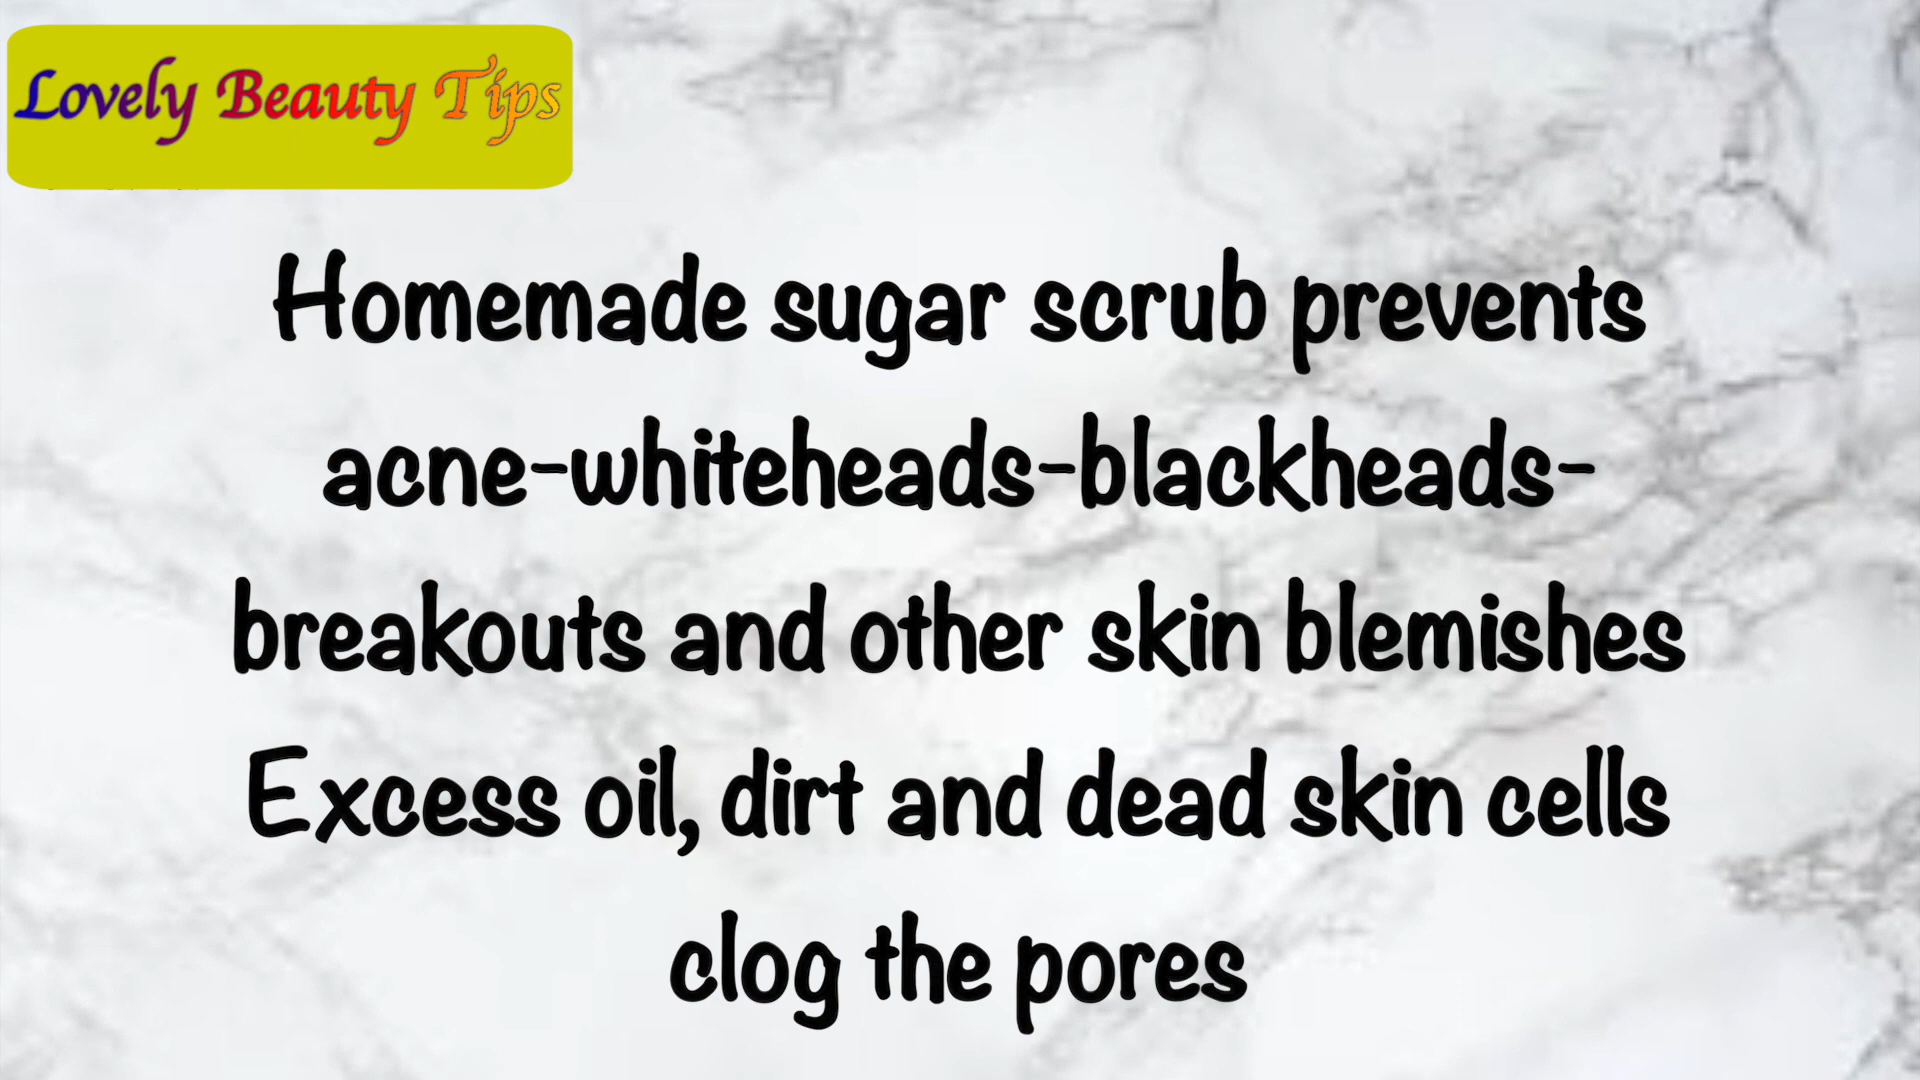 Lovely Beauty Tips
Homemade sugar scrub prevents
acne-whiteheads-blackheads-
breakouts and other skin blemishes
Excess oil, dirt and dead skin cells
clog the pores